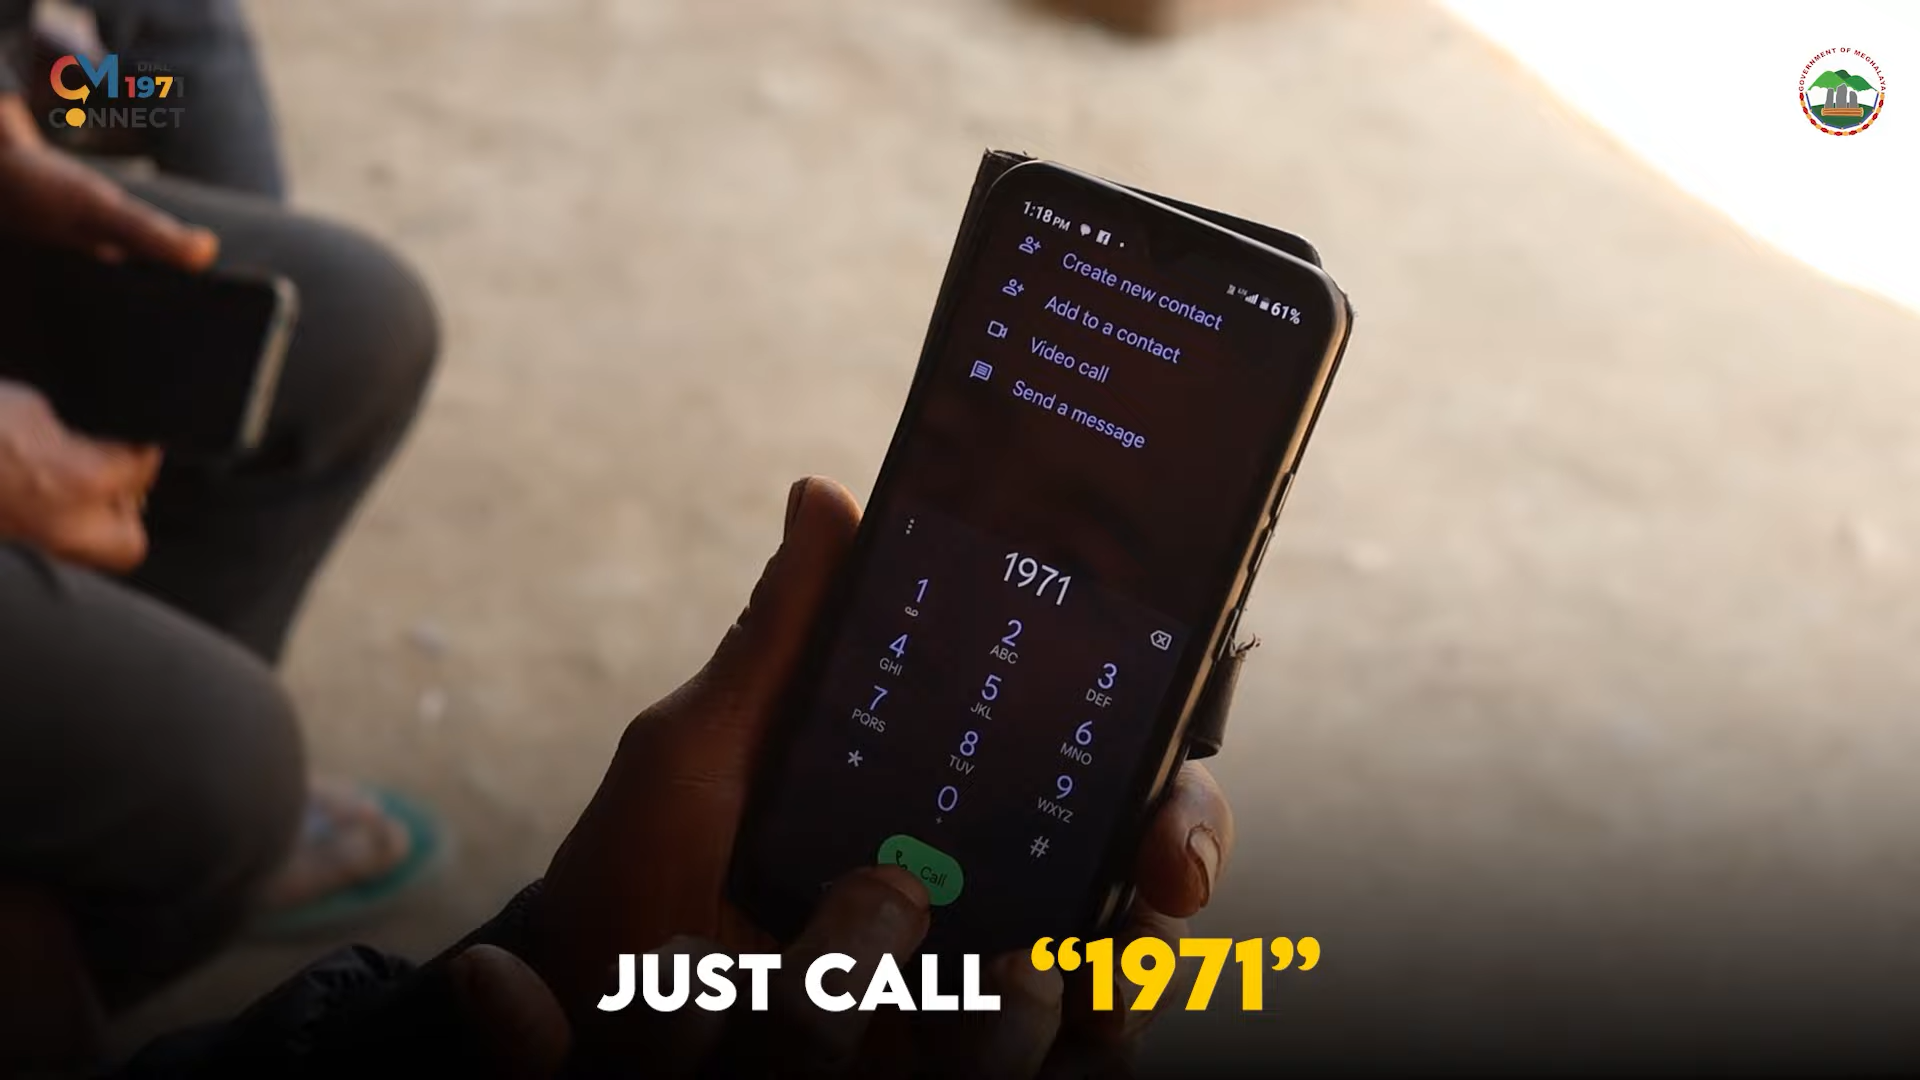 CM DIAL 1971
CONNECT
GOVERNMENT OF MEGHALAYA
1:18 PM
61%
Create new contact
Add to a contact
Video call
Send a message
1971
1
2 ABC
3 DEF
4 GHI
5 JKL
6 MNO
7 PQRS
8 TUV
9 WXYZ
*
0 +
#
Call
JUST CALL “1971”